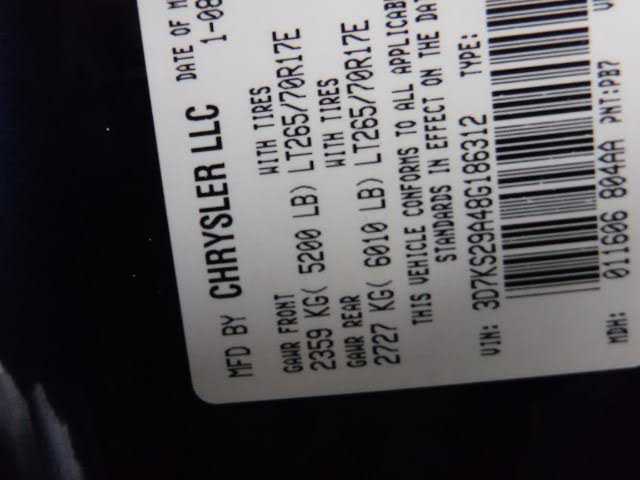 MFD BY CHRYSLER LLC DATE OF M
1-08
GAWR FRONT WITH TIRES
2359 KG( 5200 LB) LT265/70R17E
GAWR REAR WITH TIRES
2727 KG( 6010 LB) LT265/70R17E
THIS VEHICLE CONFORMS TO ALL APPLICAB
STANDARDS IN EFFECT ON THE DAT
VIN: 3D7KS29A48G186312 TYPE:
MDH: 011606 804AA PNT:PB7